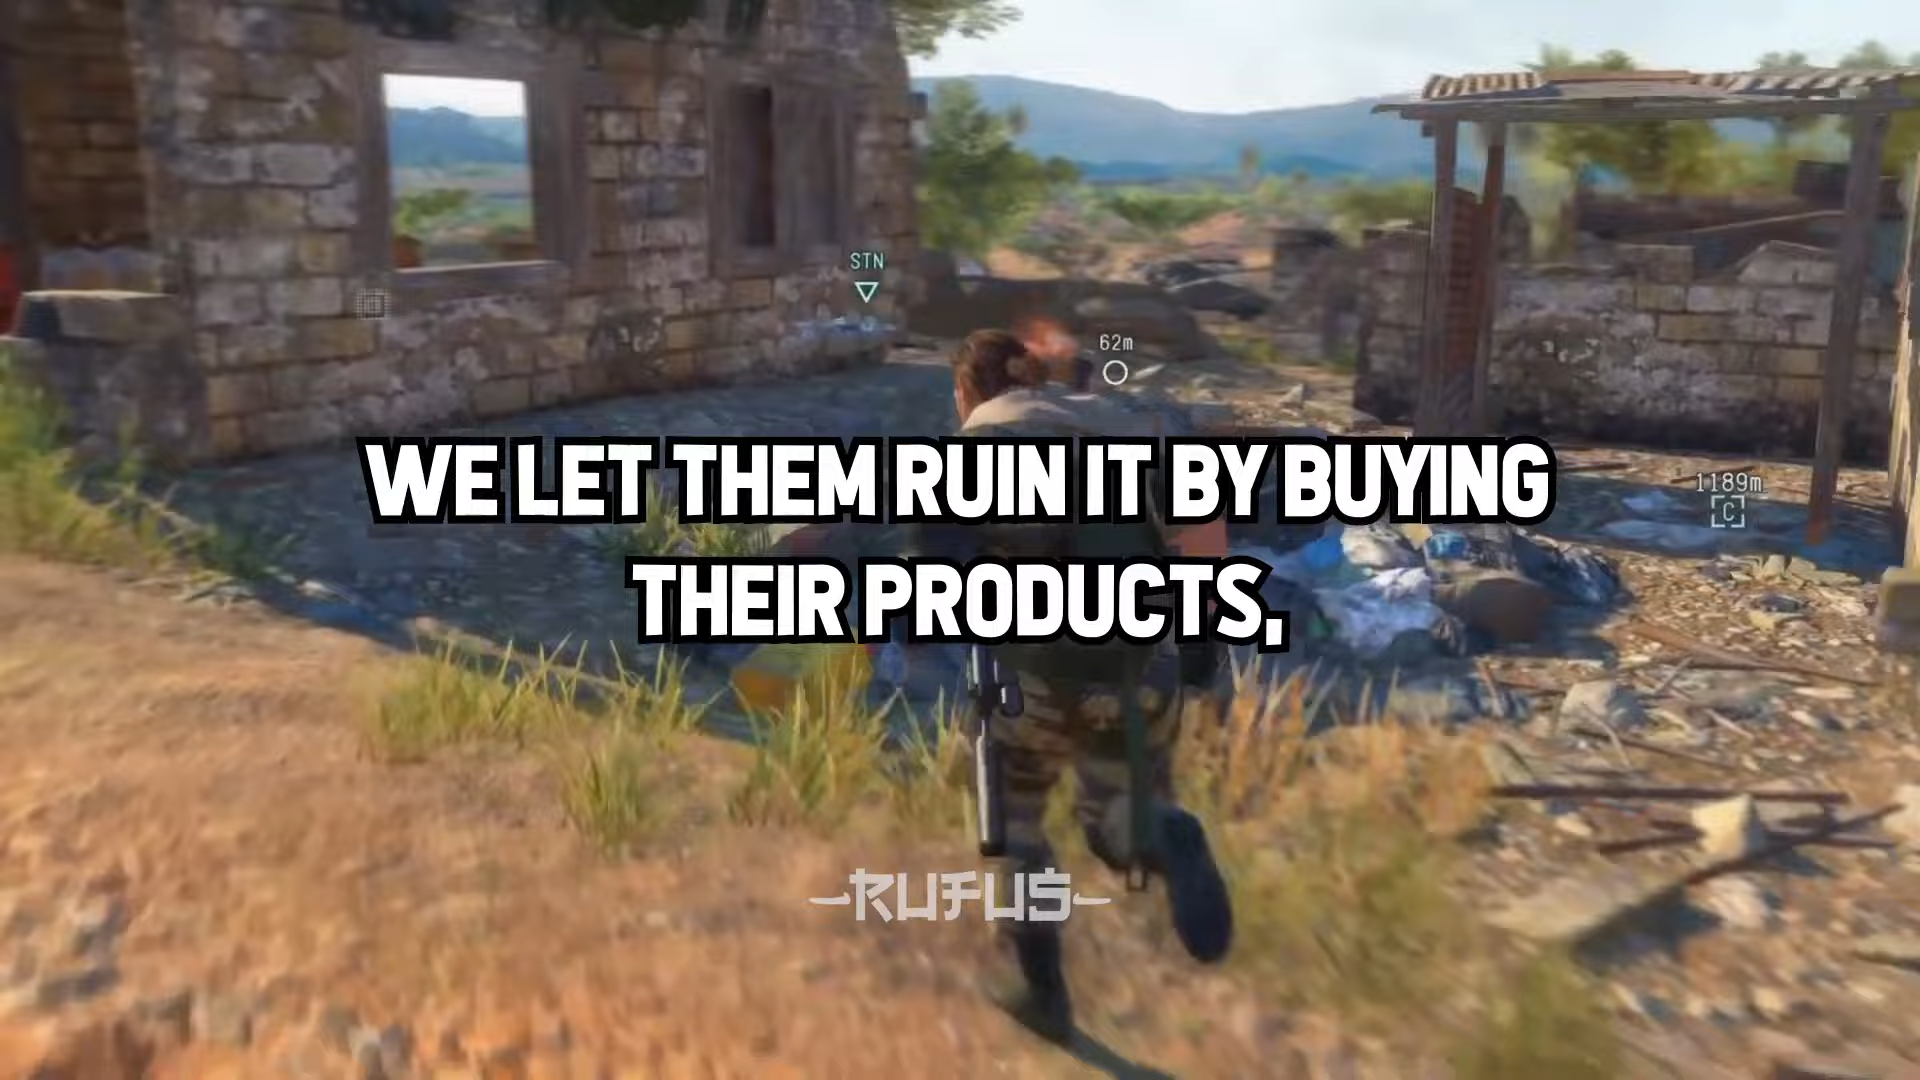 STN
62m
1189m
C
WE LET THEM RUIN IT BY BUYING
THEIR PRODUCTS,
RUFUS